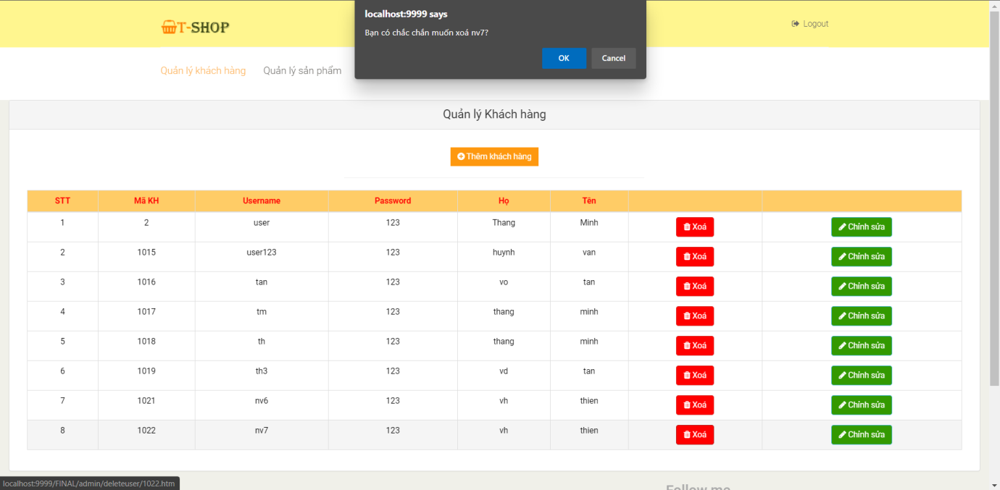 localhost:9999 says
Bạn có chắc chắn muốn xoá nv7?
OK Cancel
T-SHOP
Logout
Quản lý khách hàng Quản lý sản phẩm
Quản lý Khách hàng
Thêm khách hàng
STT Mã KH Username Password Họ Tên
1 2 user 123 Thang Minh Xoá Chỉnh sửa
2 1015 user123 123 huynh van Xoá Chỉnh sửa
3 1016 tan 123 vo tan Xoá Chỉnh sửa
4 1017 tm 123 thang minh Xoá Chỉnh sửa
5 1018 th 123 thang minh Xoá Chỉnh sửa
6 1019 th3 123 vd tan Xoá Chỉnh sửa
7 1021 nv6 123 vh thien Xoá Chỉnh sửa
8 1022 nv7 123 vh thien Xoá Chỉnh sửa
localhost:9999/FINAL/admin/deleteuser/1022.htm
Follow me